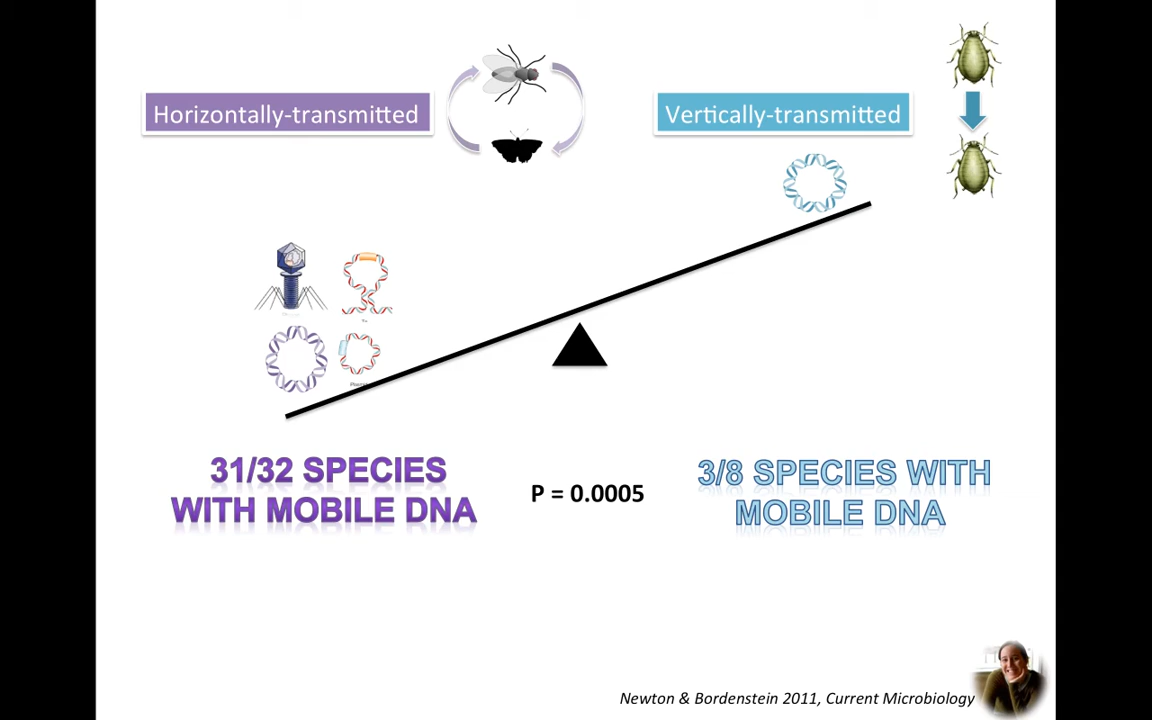 Horizontally-transmitted
Vertically-transmitted
31/32 SPECIES
WITH MOBILE DNA
P = 0.0005
3/8 SPECIES WITH
MOBILE DNA
Newton & Bordenstein 2011, Current Microbiology